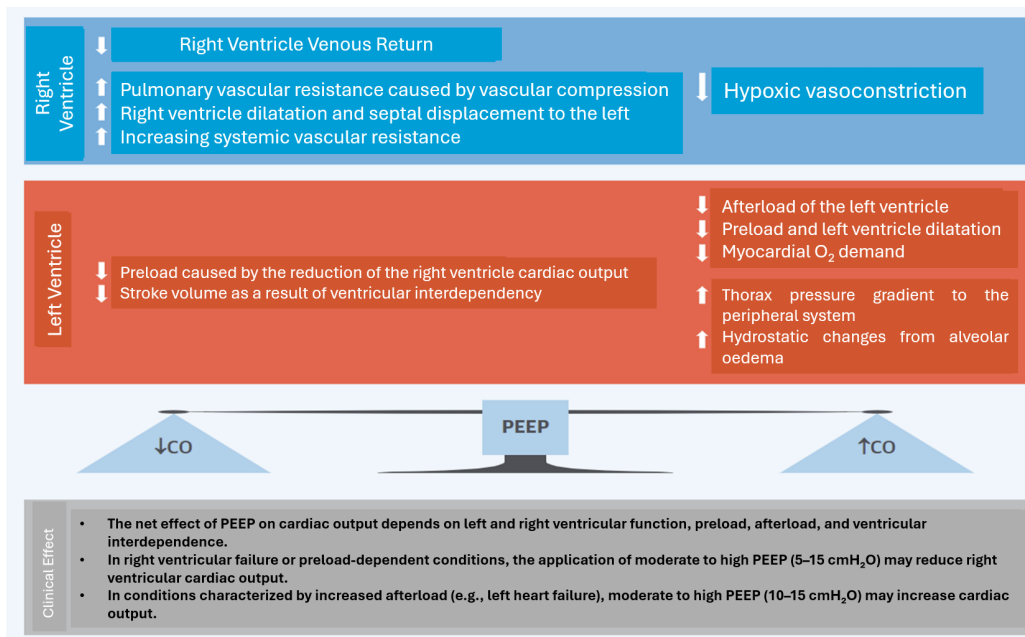 Right Ventricle
↓ Right Ventricle Venous Return
↑ Pulmonary vascular resistance caused by vascular compression
↑ Right ventricle dilatation and septal displacement to the left
↑ Increasing systemic vascular resistance
↓ Hypoxic vasoconstriction
Left Ventricle
↓ Preload caused by the reduction of the right ventricle cardiac output
↓ Stroke volume as a result of ventricular interdependency
↓ Afterload of the left ventricle
↓ Preload and left ventricle dilatation
↓ Myocardial O₂ demand
↑ Thorax pressure gradient to the
peripheral system
↑ Hydrostatic changes from alveolar
oedema
↓CO
PEEP
↑CO
Clinical Effect
• The net effect of PEEP on cardiac output depends on left and right ventricular function, preload, afterload, and ventricular
interdependence.
• In right ventricular failure or preload-dependent conditions, the application of moderate to high PEEP (5–15 cmH₂O) may reduce right
ventricular cardiac output.
• In conditions characterized by increased afterload (e.g., left heart failure), moderate to high PEEP (10–15 cmH₂O) may increase cardiac
output.